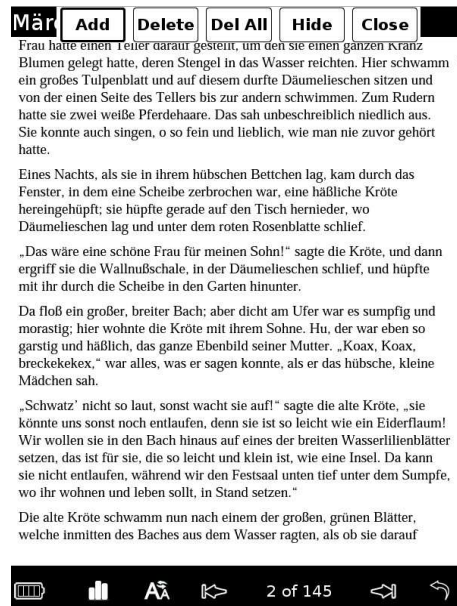 Mär
Add
Delete
Del All
Hide
Close
Frau hatte einen Teller darauf gestellt, um den sie einen ganzen Kranz
Blumen gelegt hatte, deren Stengel in das Wasser reichten. Hier schwamm
ein großes Tulpenblatt und auf diesem durfte Däumelieschen sitzen und
von der einen Seite des Tellers bis zur andern schwimmen. Zum Rudern
hatte sie zwei weiße Pferdehaare. Das sah unbeschreiblich niedlich aus.
Sie konnte auch singen, o so fein und lieblich, wie man nie zuvor gehört
hatte.
Eines Nachts, als sie in ihrem hübschen Bettchen lag, kam durch das
Fenster, in dem eine Scheibe zerbrochen war, eine häßliche Kröte
hereingehüpft; sie hüpfte gerade auf den Tisch hernieder, wo
Däumelieschen lag und unter dem roten Rosenblatte schlief.
„Das wäre eine schöne Frau für meinen Sohn!“ sagte die Kröte, und dann
ergriff sie die Wallnußschale, in der Däumelieschen schlief, und hüpfte
mit ihr durch die Scheibe in den Garten hinunter.
Da floß ein großer, breiter Bach; aber dicht am Ufer war es sumpfig und
morastig; hier wohnte die Kröte mit ihrem Sohne. Hu, der war eben so
garstig und häßlich, das ganze Ebenbild seiner Mutter. „Koax, Koax,
breckekekex,“ war alles, was er sagen konnte, als er das hübsche, kleine
Mädchen sah.
„Schwatz’ nicht so laut, sonst wacht sie auf!“ sagte die alte Kröte, „sie
könnte uns sonst noch entlaufen, denn sie ist so leicht wie ein Eiderflaum!
Wir wollen sie in den Bach hinaus auf eines der breiten Wasserlilienblätter
setzen, das ist für sie, die so leicht und klein ist, wie eine Insel. Da kann
sie nicht entlaufen, während wir den Festsaal unten tief unter dem Sumpfe,
wo ihr wohnen und leben sollt, in Stand setzen.“
Die alte Kröte schwamm nun nach einem der großen, grünen Blätter,
welche inmitten des Baches aus dem Wasser ragten, als ob sie darauf
2 of 145